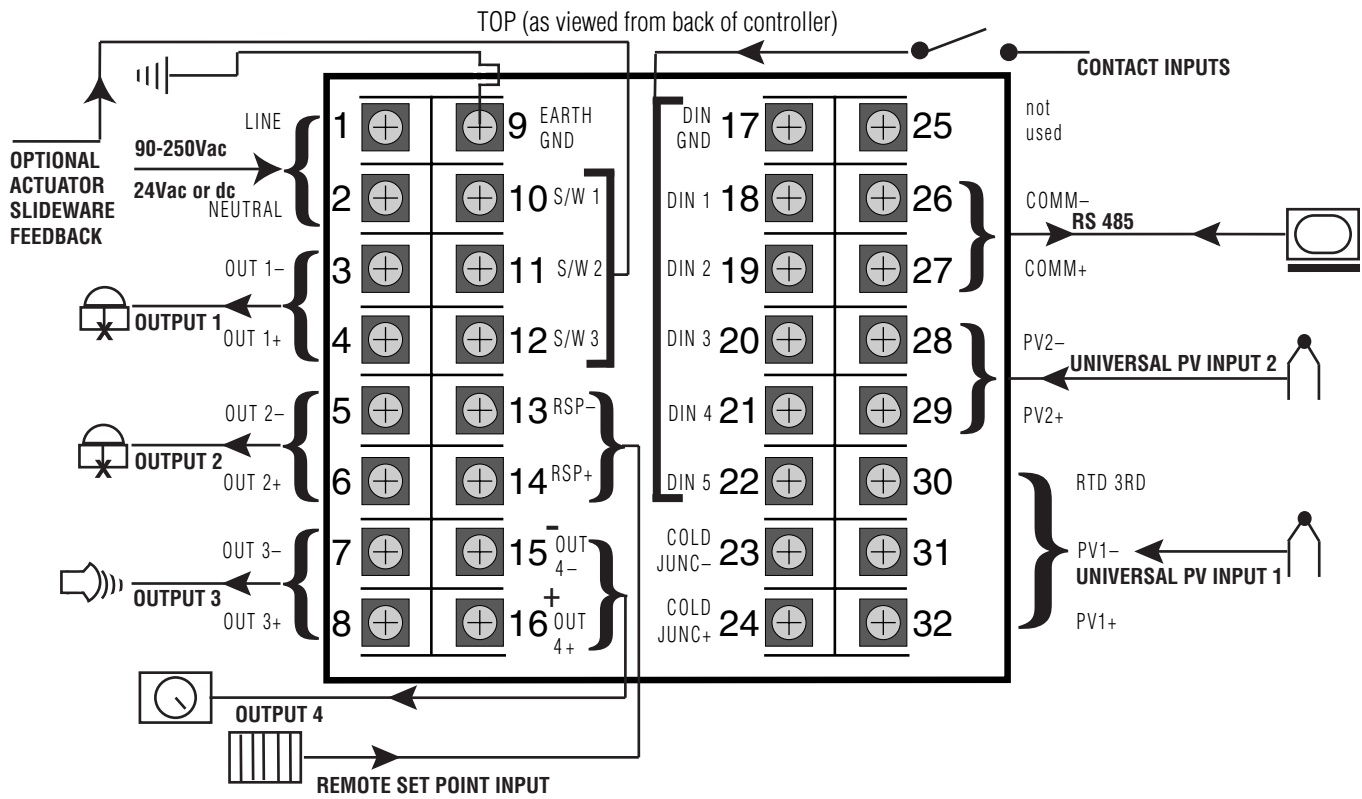 TOP (as viewed from back of controller)
CONTACT INPUTS
OPTIONAL
ACTUATOR
SLIDEWARE
FEEDBACK
90-250Vac
24Vac or dc
LINE
NEUTRAL
1
2
OUT 1–
OUT 1+
OUTPUT 1
3
4
OUT 2–
OUT 2+
OUTPUT 2
5
6
OUT 3–
OUT 3+
OUTPUT 3
7
8
9 EARTH
GND
10 S/W 1
11 S/W 2
12 S/W 3
13 RSP–
14 RSP+
-
15 OUT
4–
+
16 OUT
4+
DIN
GND 17
DIN 1 18
DIN 2 19
DIN 3 20
DIN 4 21
DIN 5 22
COLD
JUNC– 23
COLD
JUNC+ 24
25 not
used
26 COMM–
RS 485
27 COMM+
28 PV2–
UNIVERSAL PV INPUT 2
29 PV2+
30 RTD 3RD
31 PV1–
UNIVERSAL PV INPUT 1
32 PV1+
OUTPUT 4
REMOTE SET POINT INPUT